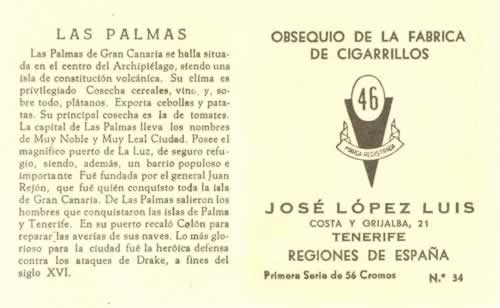 LAS PALMAS
Las Palmas de Gran Canaria se halla situa-
da en el centro del Archipiélago, siendo una
isla de constitución volcánica. Su clima es
privilegiado Cosecha cereales, vino y, so-
bre todo, plátanos. Exporta cebollas y pata-
tas. Su principal cosecha es la de tomates.
La capital de Las Palmas lleva los nombres
de Muy Noble y Muy Leal Ciudad. Posee el
magnífico puerto de La Luz, de seguro refu-
gio, siendo, además, un barrio populoso e
importante Fué fundada por el general Juan
Rejón, que fué quién conquisto toda la isla
de Gran Canaria. De Las Palmas salieron los
hombres que conquistaron las islas de Palma
y Tenerife. En su puerto recaló Colón para
reparar las averías de sus naves. Lo más glo-
rioso para la ciudad fué la heróica defensa
contra los ataques de Drake, a fines del
siglo XVI.
OBSEQUIO DE LA FABRICA
DE CIGARRILLOS
46
MARCA REGISTRADA
JOSÉ LÓPEZ LUIS
COSTA Y GRIJALBA, 21
TENERIFE
REGIONES DE ESPAÑA
Primera Serie de 56 Cromos N.º 34